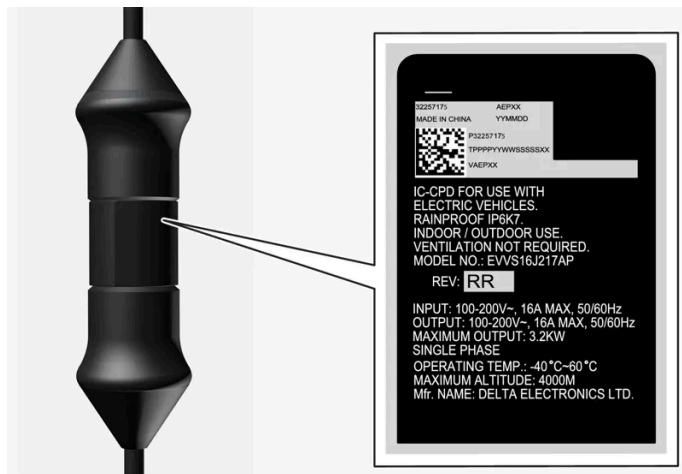 32257175 AEPXX
MADE IN CHINA YYMMDD
P32257175
TPPPPYYWWSSSSSXX
VAEPXX
IC-CPD FOR USE WITH
ELECTRIC VEHICLES.
RAINPROOF IP6K7.
INDOOR / OUTDOOR USE.
VENTILATION NOT REQUIRED.
MODEL NO.: EVVS16J217AP
REV: RR
INPUT: 100-200V~, 16A MAX, 50/60Hz
OUTPUT: 100-200V~, 16A MAX, 50/60Hz
MAXIMUM OUTPUT: 3.2KW
SINGLE PHASE
OPERATING TEMP.: -40°C~60°C
MAXIMUM ALTITUDE: 4000M
Mfr. NAME: DELTA ELECTRONICS LTD.